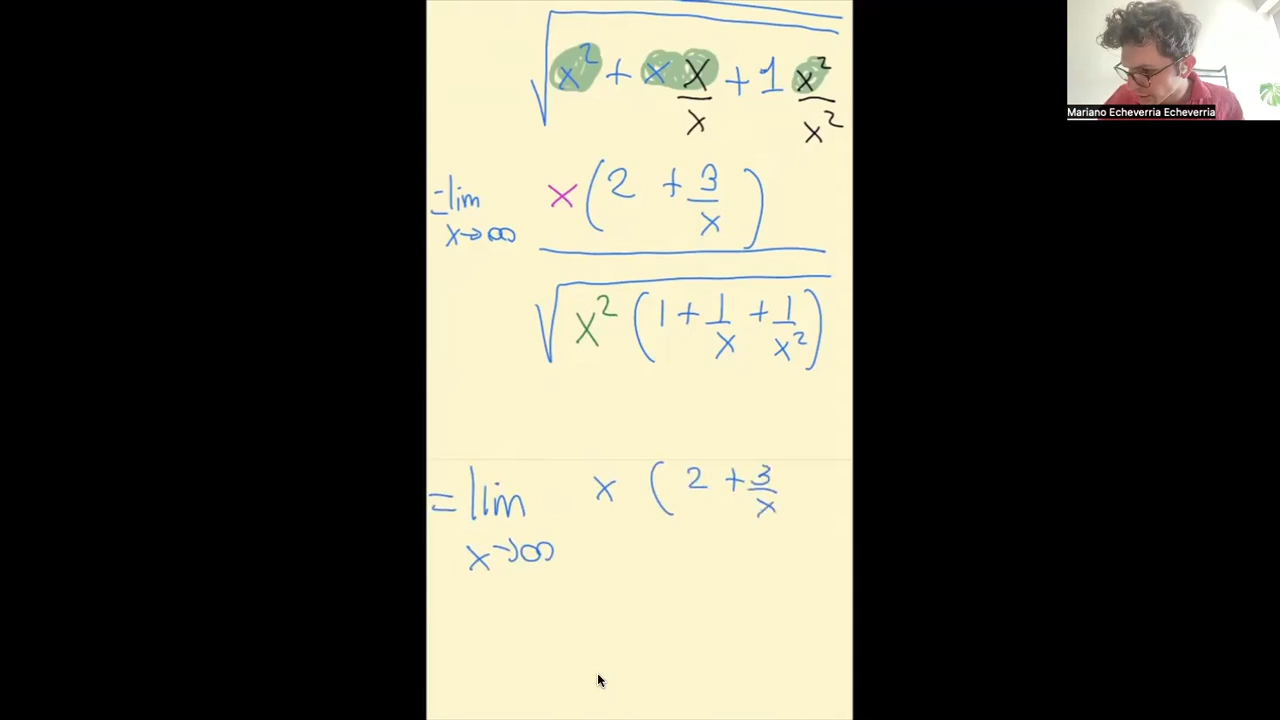 √(x² + x x/x + 1 x²/x²)
= lim x→∞ x(2 + 3/x) / √(x²(1 + 1/x + 1/x²))
= lim x→∞ x (2 + 3/x
Mariano Echeverria Echeverria